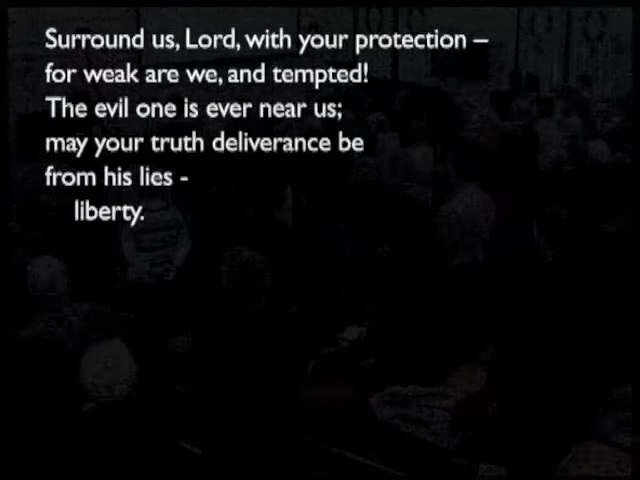 Surround us, Lord, with your protection –
for weak are we, and tempted!
The evil one is ever near us;
may your truth deliverance be
from his lies -
liberty.